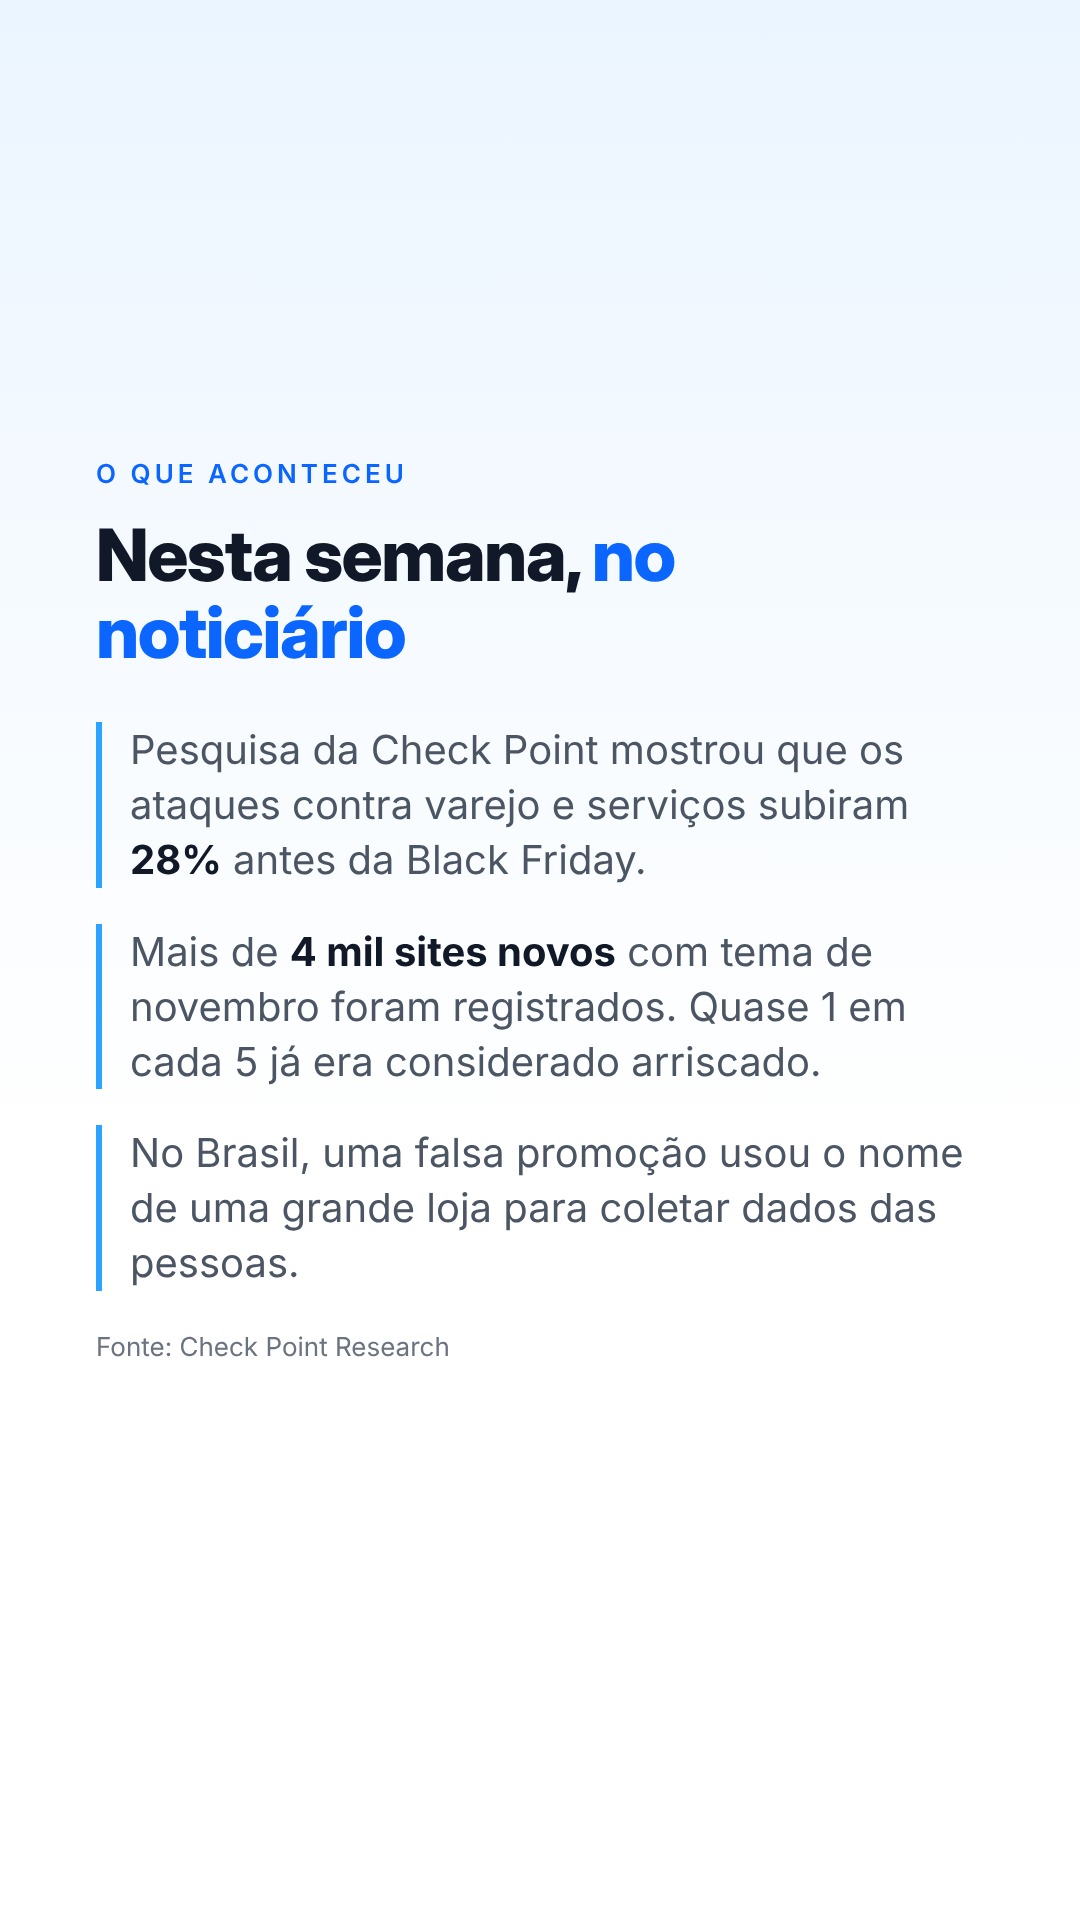 O QUE ACONTECEU
Nesta semana, no
noticiário
Pesquisa da Check Point mostrou que os
ataques contra varejo e serviços subiram
28% antes da Black Friday.
Mais de 4 mil sites novos com tema de
novembro foram registrados. Quase 1 em
cada 5 já era considerado arriscado.
No Brasil, uma falsa promoção usou o nome
de uma grande loja para coletar dados das
pessoas.
Fonte: Check Point Research